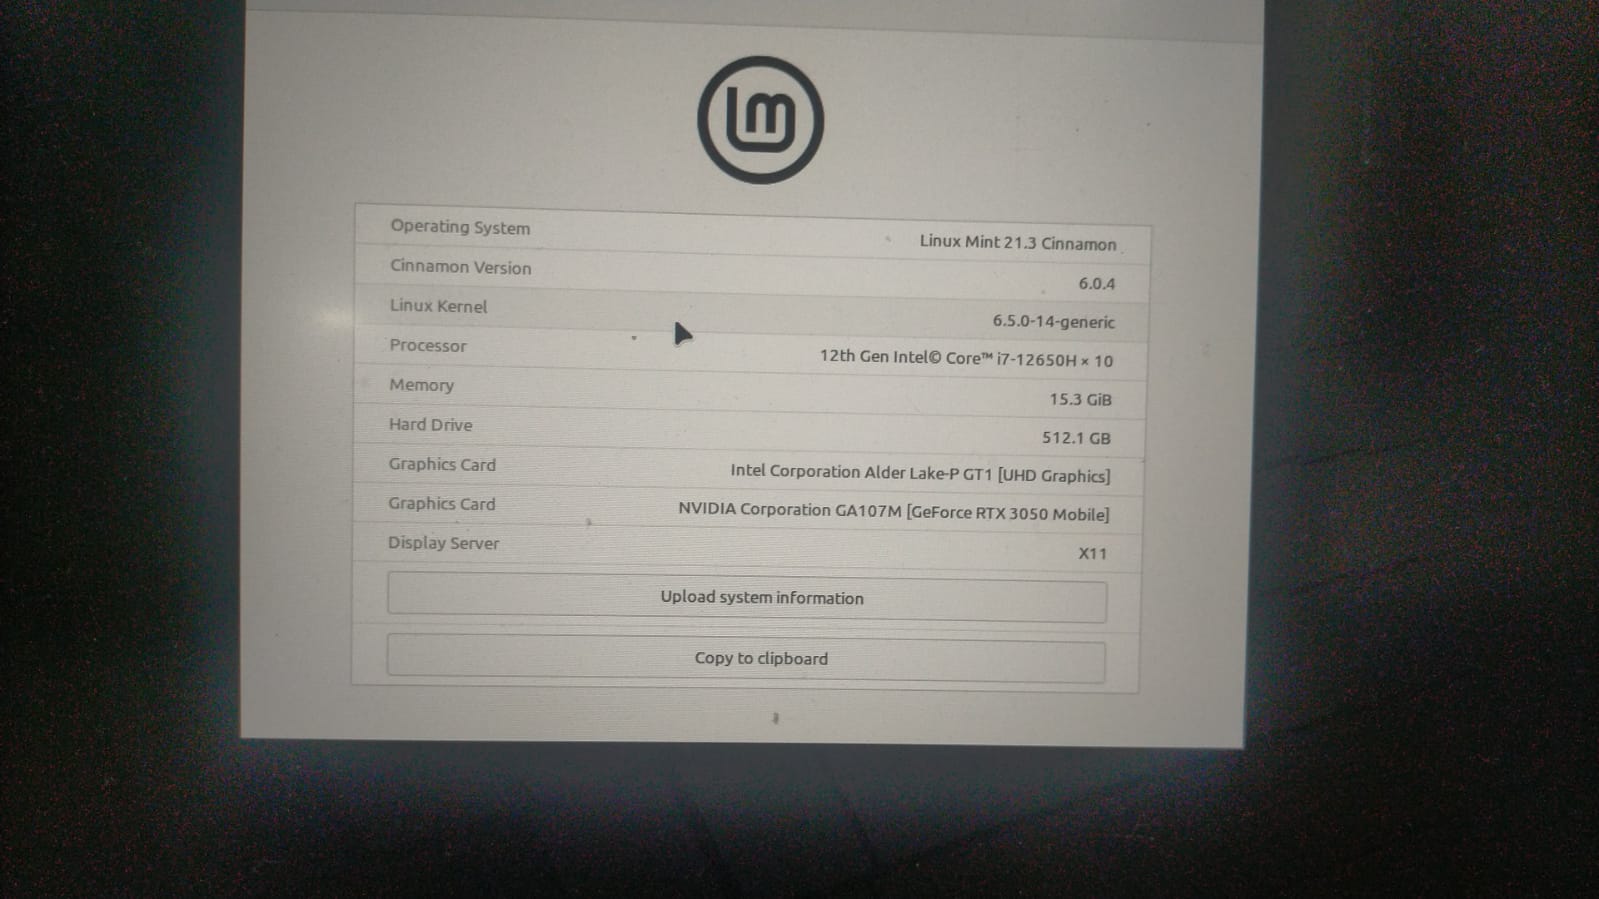 Operating System
Linux Mint 21.3 Cinnamon
Cinnamon Version
6.0.4
Linux Kernel
6.5.0-14-generic
Processor
12th Gen Intel© Core™ i7-12650H × 10
Memory
15.3 GiB
Hard Drive
512.1 GB
Graphics Card
Intel Corporation Alder Lake-P GT1 [UHD Graphics]
Graphics Card
NVIDIA Corporation GA107M [GeForce RTX 3050 Mobile]
Display Server
X11
Upload system information
Copy to clipboard